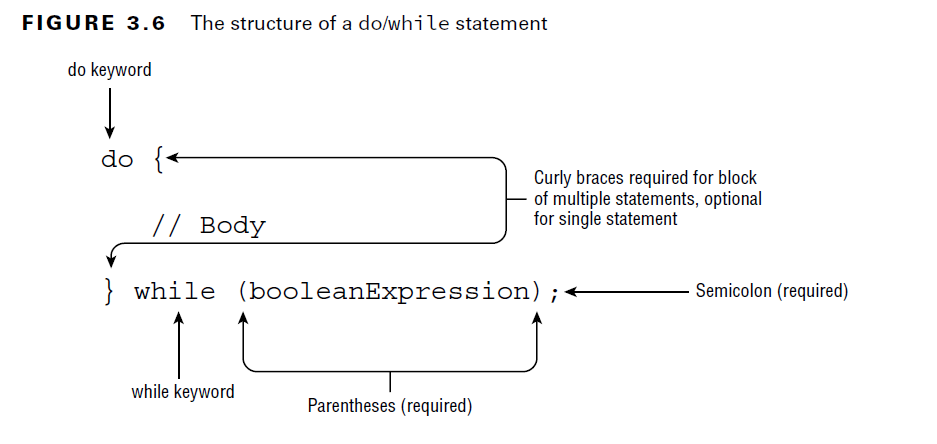 FIGURE 3.6 The structure of a do/while statement
do keyword
do {
Curly braces required for block
of multiple statements, optional
for single statement
// Body
} while (booleanExpression);
Semicolon (required)
while keyword
Parentheses (required)